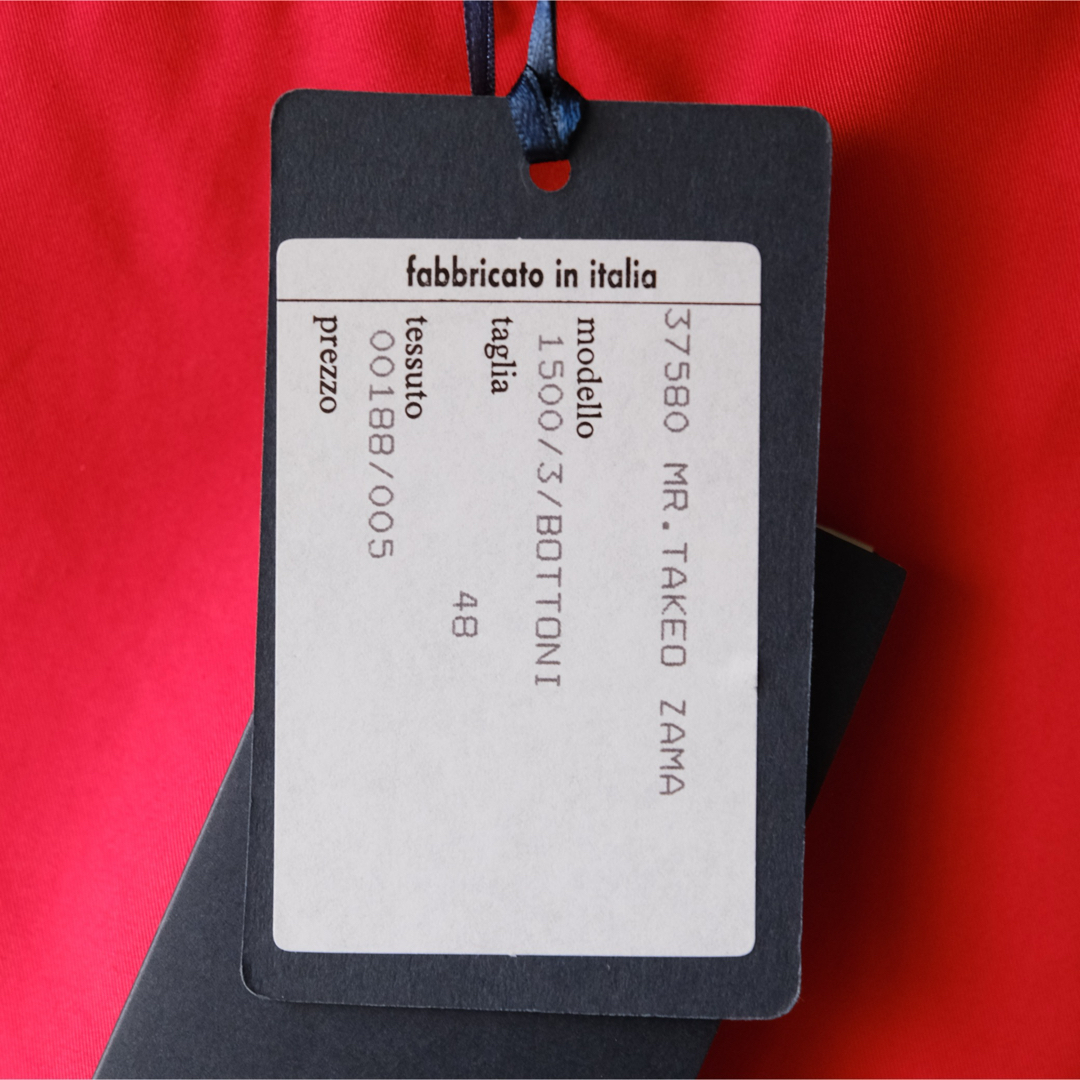 fabbricato in italia
37580 MR.TAKEO ZAMA
modello
1500/3/BOTTONI
taglia
48
tessuto
00188/005
prezzo